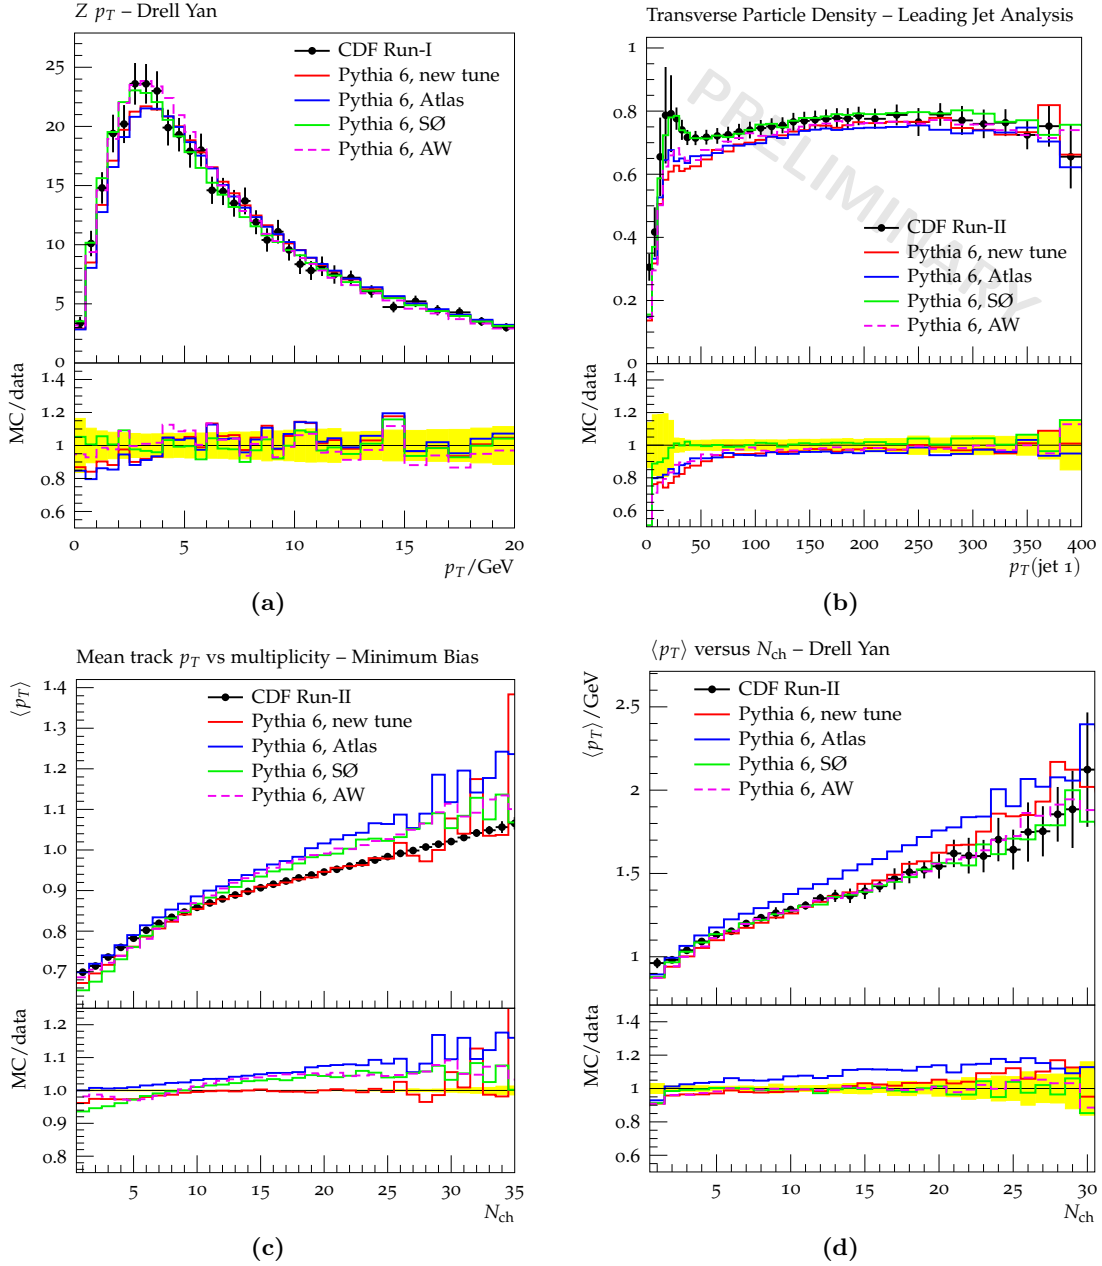 Z pT – Drell Yan
25
20
15
10
5
0
CDF Run-I
Pythia 6, new tune
Pythia 6, Atlas
Pythia 6, SØ
Pythia 6, AW
MC/data
1.4
1.2
1
0.8
0.6
0 5 10 15 20
pT/GeV
(a)
Transverse Particle Density – Leading Jet Analysis
PRELIMINARY
1
0.8
0.6
0.4
0.2
0
CDF Run-II
Pythia 6, new tune
Pythia 6, Atlas
Pythia 6, SØ
Pythia 6, AW
MC/data
1.4
1.2
1
0.8
0.6
0 50 100 150 200 250 300 350 400
pT(jet 1)
(b)
Mean track pT vs multiplicity – Minimum Bias
⟨pT⟩
1.4
1.3
1.2
1.1
1.0
0.9
0.8
0.7
CDF Run-II
Pythia 6, new tune
Pythia 6, Atlas
Pythia 6, SØ
Pythia 6, AW
MC/data
1.2
1.1
1.0
0.9
0.8
5 10 15 20 25 30 35
Nch
(c)
⟨pT⟩ versus Nch – Drell Yan
⟨pT⟩/GeV
2.5
2
1.5
1
CDF Run-II
Pythia 6, new tune
Pythia 6, Atlas
Pythia 6, SØ
Pythia 6, AW
MC/data
1.4
1.2
1
0.8
0.6
5 10 15 20 25 30
Nch
(d)